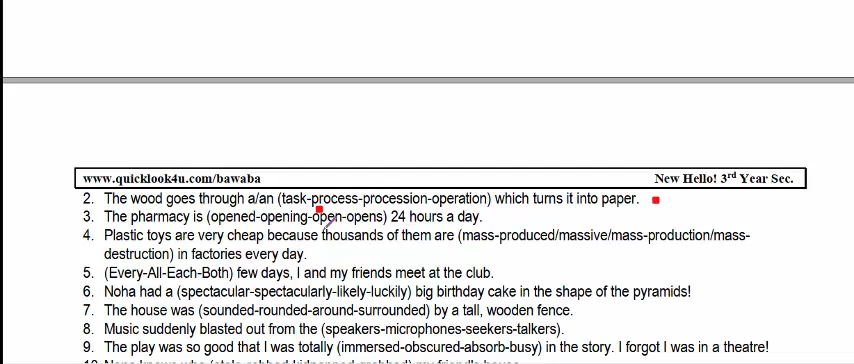 www.quicklook4u.com/bawaba New Hello! 3rd Year Sec.
2. The wood goes through a/an (task-process-procession-operation) which turns it into paper.
3. The pharmacy is (opened-opening-open-opens) 24 hours a day.
4. Plastic toys are very cheap because thousands of them are (mass-produced/massive/mass-production/mass-
destruction) in factories every day.
5. (Every-All-Each-Both) few days, I and my friends meet at the club.
6. Noha had a (spectacular-spectacularly-likely-luckily) big birthday cake in the shape of the pyramids!
7. The house was (sounded-rounded-around-surrounded) by a tall, wooden fence.
8. Music suddenly blasted out from the (speakers-microphones-seekers-talkers).
9. The play was so good that I was totally (immersed-obscured-absorb-busy) in the story. I forgot I was in a theatre!